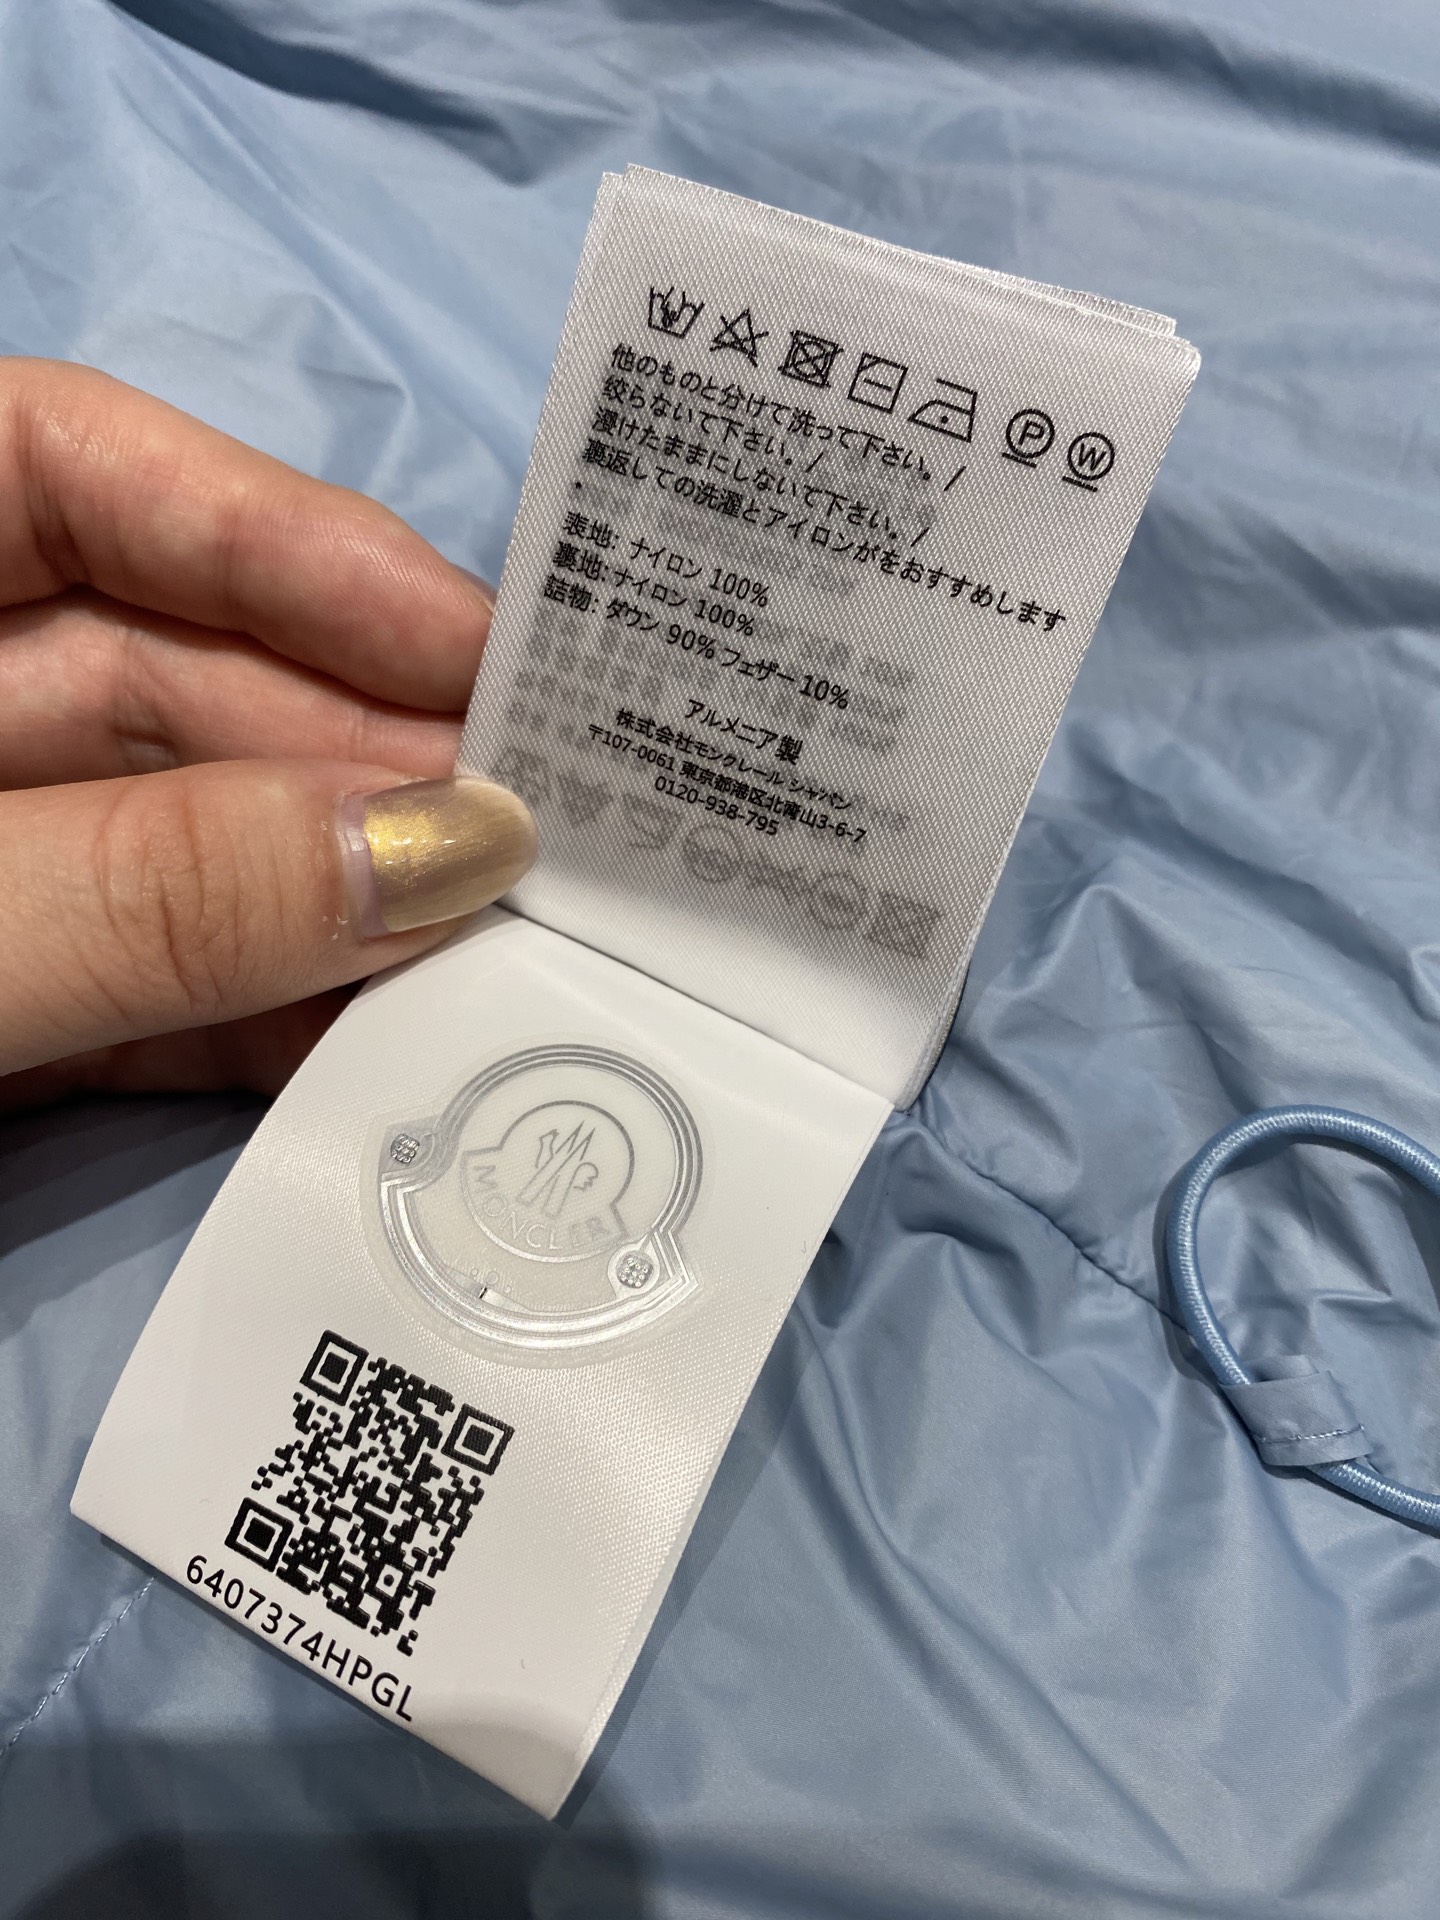 P W
他のものと分けて洗って下さい。/
絞らないで下さい。/
濡けたままにしないで下さい。/
裏返しての洗濯とアイロンがをおすすめします
.
表地: ナイロン 100%
裏地: ナイロン 100%
詰物: ダウン 90% フェザー 10%
アルメニア製
株式会社モンクレール ジャパン
〒107-0061 東京都港区北青山3-6-7
0120-938-795
MONCLER
6407374HPGL